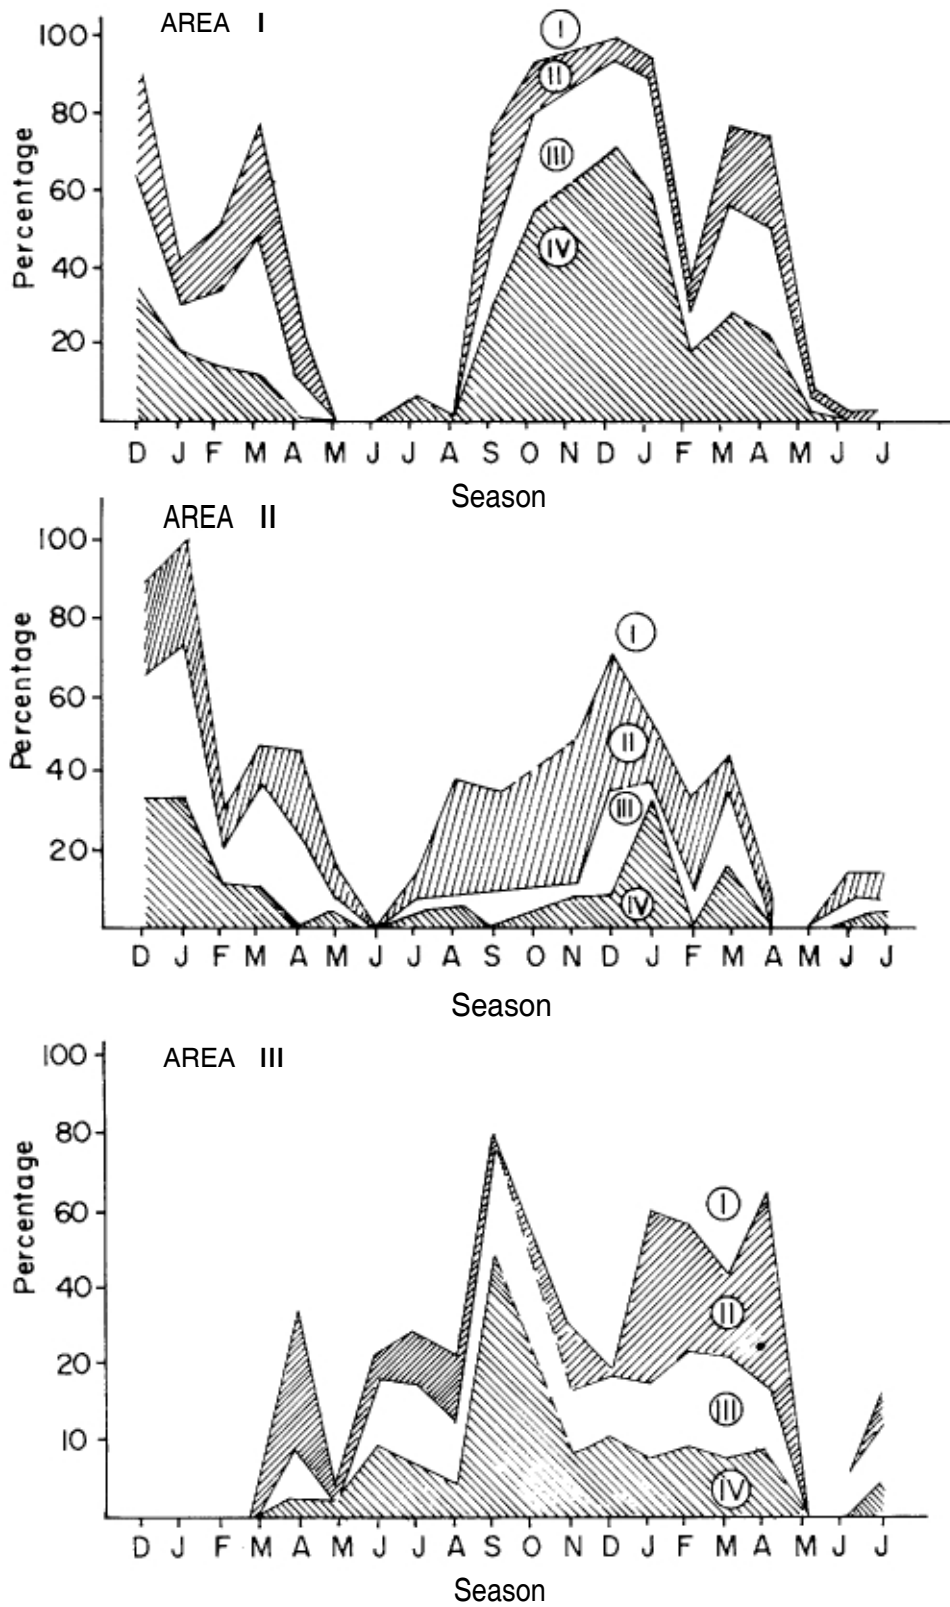 AREA I
100
80
60
40
20
Percentage
I
II
III
IV
D J F M A M J J A S O N D J F M A M J J
Season
AREA II
100
80
60
40
20
Percentage
I
II
III
IV
D J F M A M J J A S O N D J F M A M J J
Season
AREA III
100
80
60
40
20
10
Percentage
I
II
III
IV
D J F M A M J J A S O N D J F M A M J J
Season